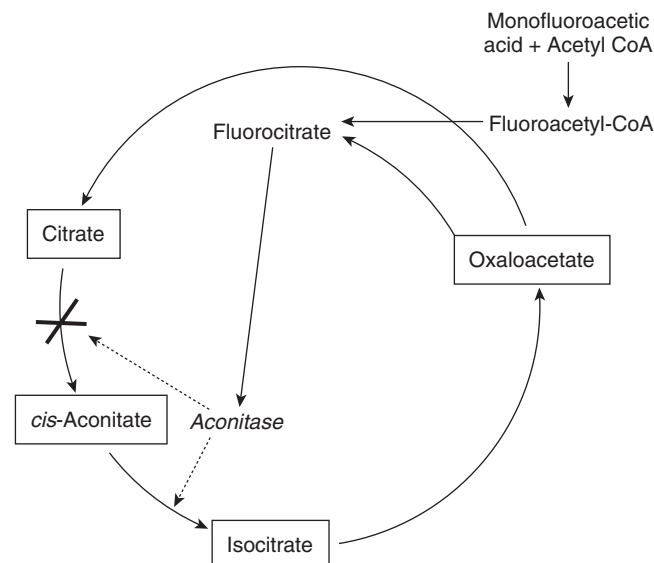 Monofluoroacetic
acid + Acetyl CoA
Fluorocitrate
Fluoroacetyl-CoA
Citrate
Oxaloacetate
cis-Aconitate
Aconitase
Isocitrate